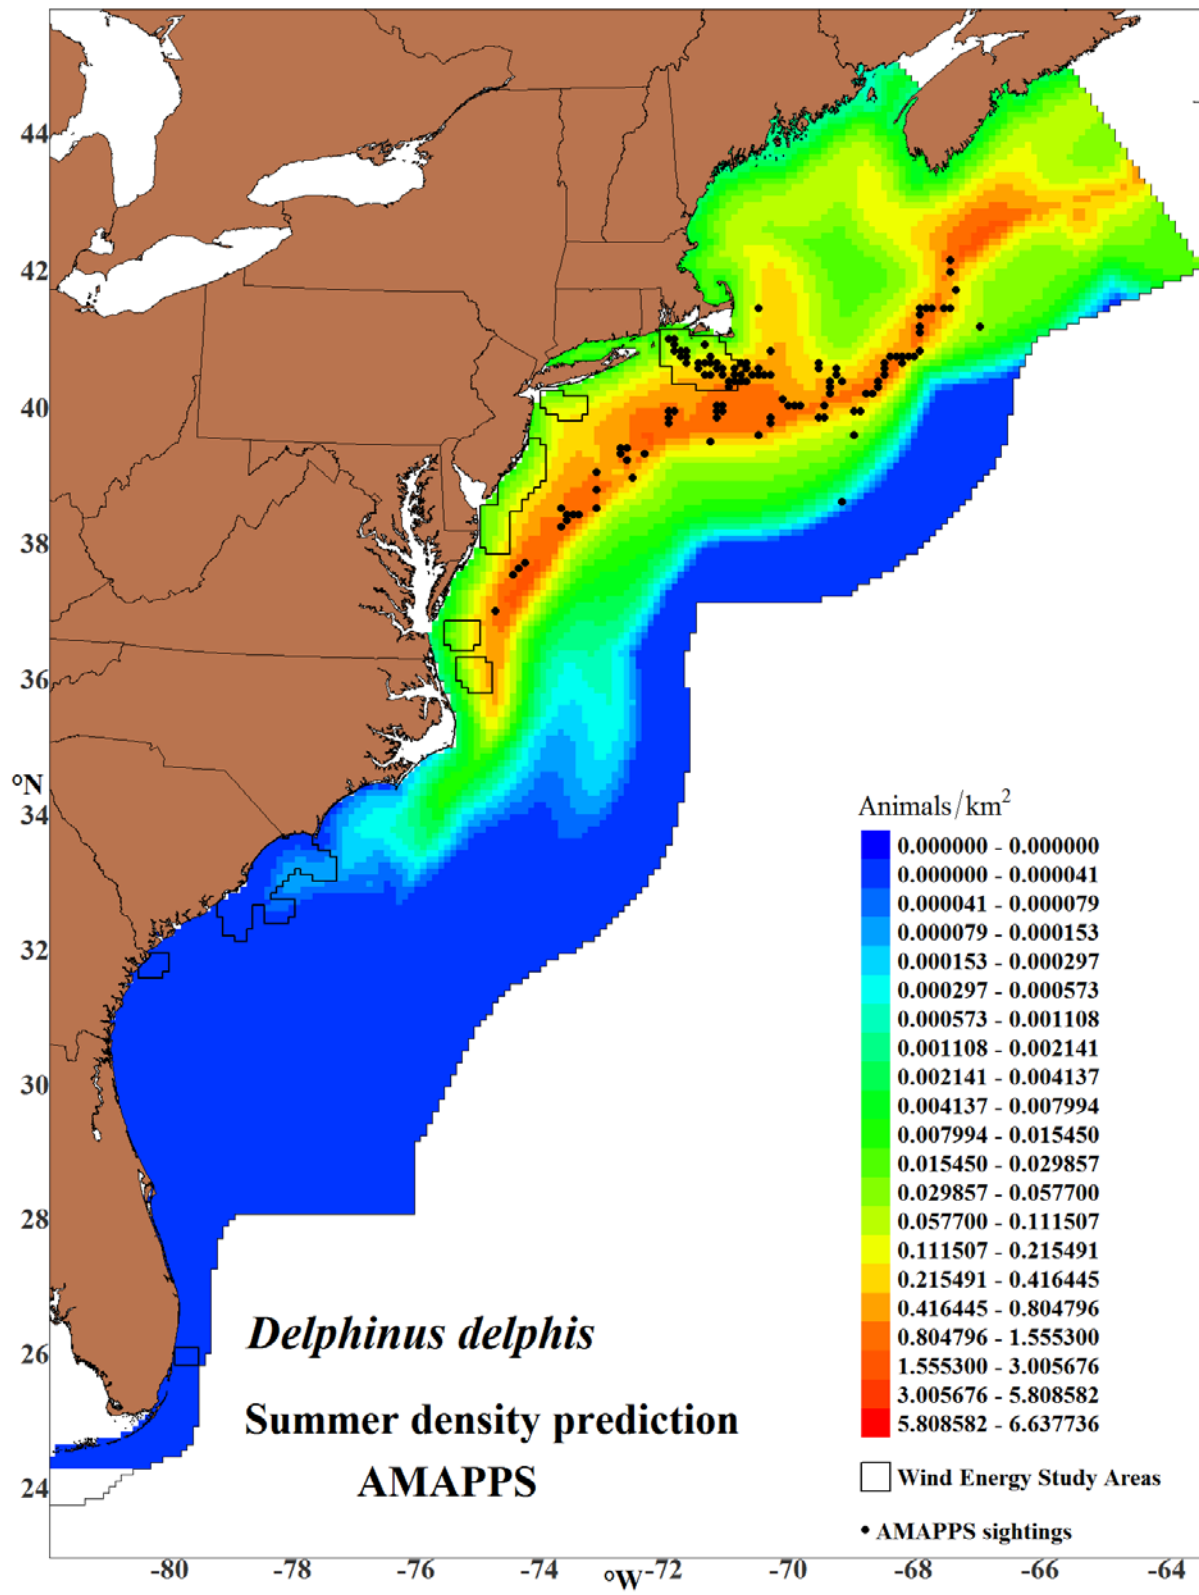 44
42
40
38
36
°N
34
32
30
28
26
24
-80
-78
-76
-74
°W
-72
-70
-68
-66
-64
Animals/km²
0.000000 - 0.000000
0.000000 - 0.000041
0.000041 - 0.000079
0.000079 - 0.000153
0.000153 - 0.000297
0.000297 - 0.000573
0.000573 - 0.001108
0.001108 - 0.002141
0.002141 - 0.004137
0.004137 - 0.007994
0.007994 - 0.015450
0.015450 - 0.029857
0.029857 - 0.057700
0.057700 - 0.111507
0.111507 - 0.215491
0.215491 - 0.416445
0.416445 - 0.804796
0.804796 - 1.555300
1.555300 - 3.005676
3.005676 - 5.808582
5.808582 - 6.637736
Wind Energy Study Areas
AMAPPS sightings
Delphinus delphis
Summer density prediction
AMAPPS